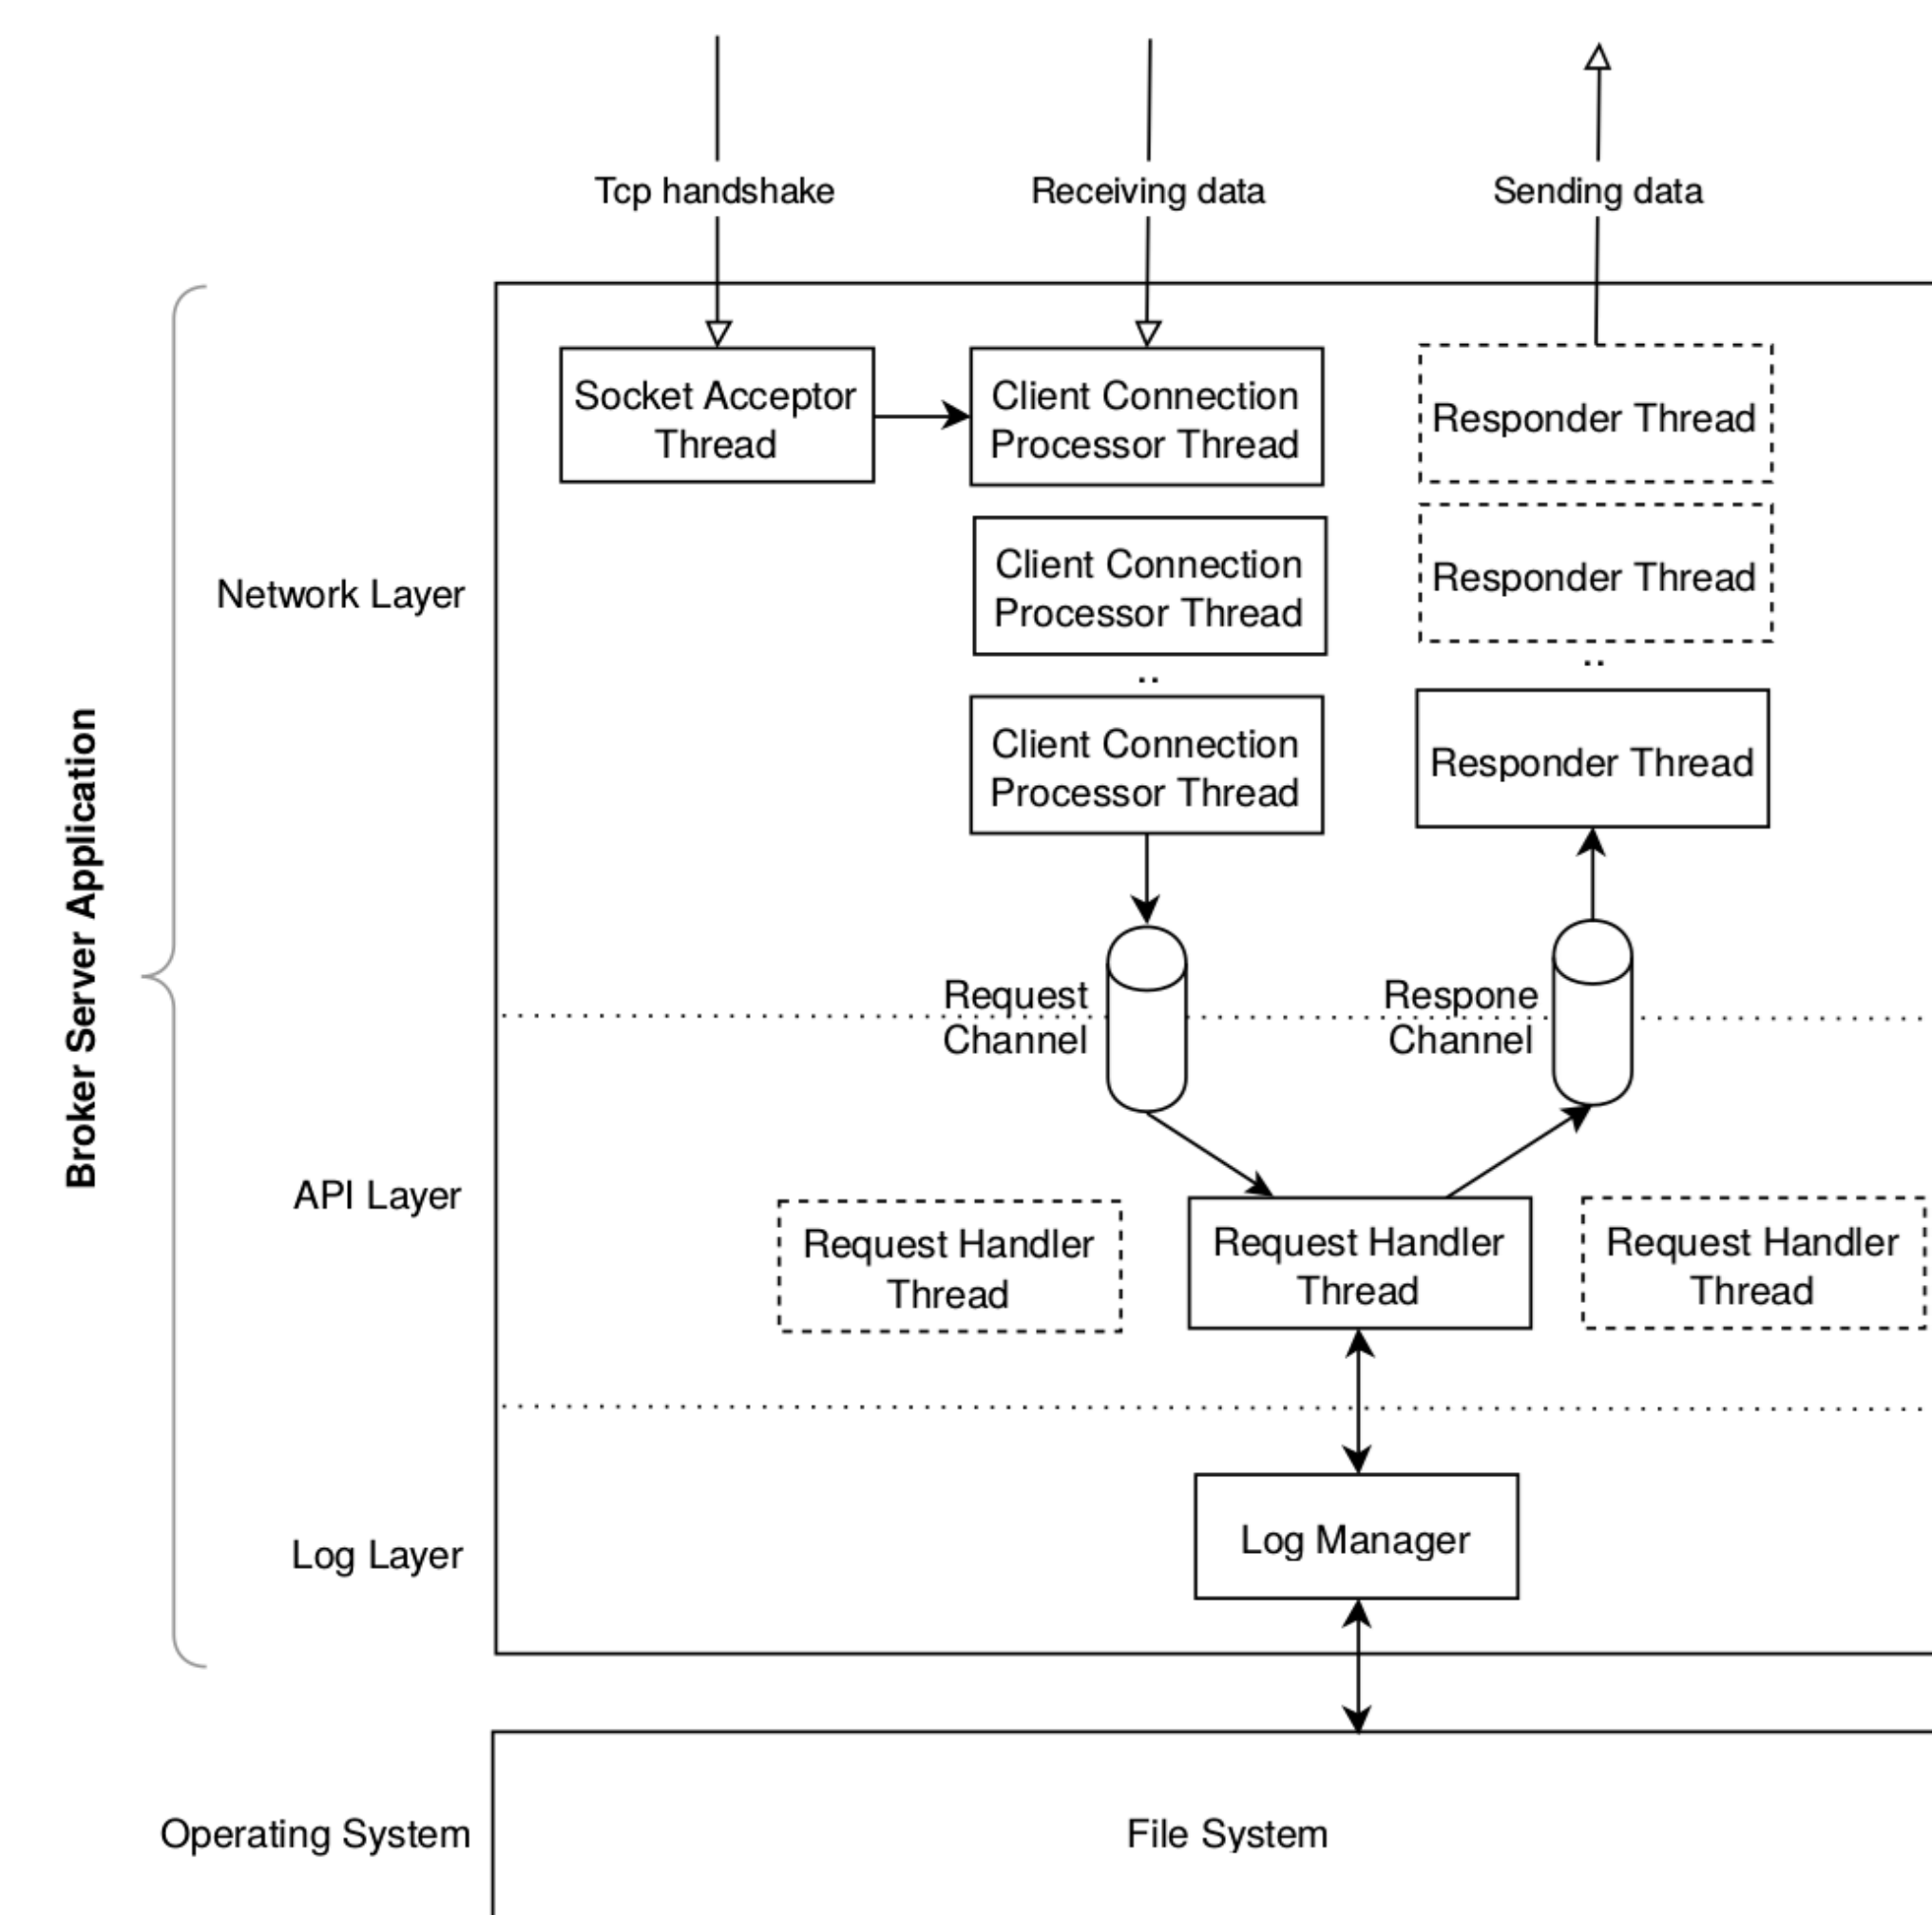 Tcp handshake
Receiving data
Sending data
Socket Acceptor
Thread
Client Connection
Processor Thread
Responder Thread
Client Connection
Processor Thread
Responder Thread
Network Layer
..
..
Client Connection
Processor Thread
Responder Thread
Broker Server Application
Request
Channel
Respone
Channel
API Layer
Request Handler
Thread
Request Handler
Thread
Request Handler
Thread
Log Layer
Log Manager
Operating System
File System